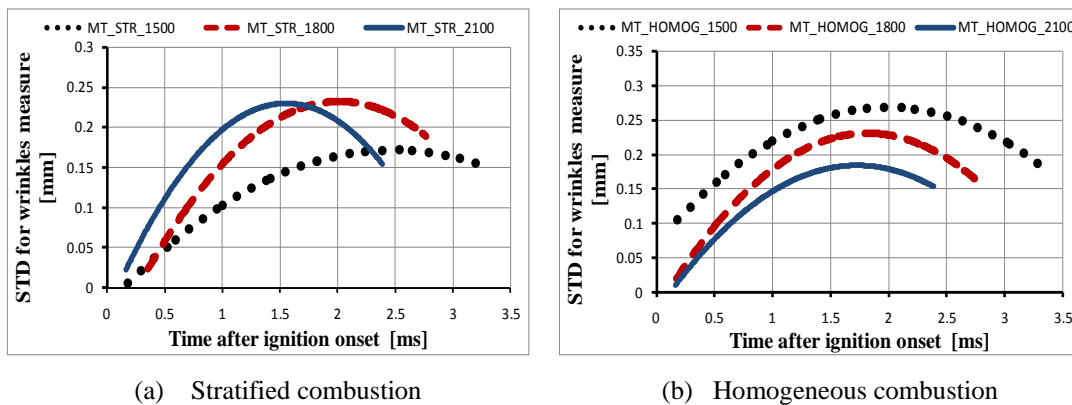 MT_STR_1500 MT_STR_1800 MT_STR_2100
STD for wrinkles measure
[mm]
0.3
0.25
0.2
0.15
0.1
0.05
0
0 0.5 1 1.5 2 2.5 3 3.5
Time after ignition onset [ms]
(a) Stratified combustion
MT_HOMOG_1500 MT_HOMOG_1800 MT_HOMOG_2100
STD for wrinkles measure
[mm]
0.35
0.3
0.25
0.2
0.15
0.1
0.05
0
0 0.5 1 1.5 2 2.5 3 3.5
Time after ignition onset [ms]
(b) Homogeneous combustion